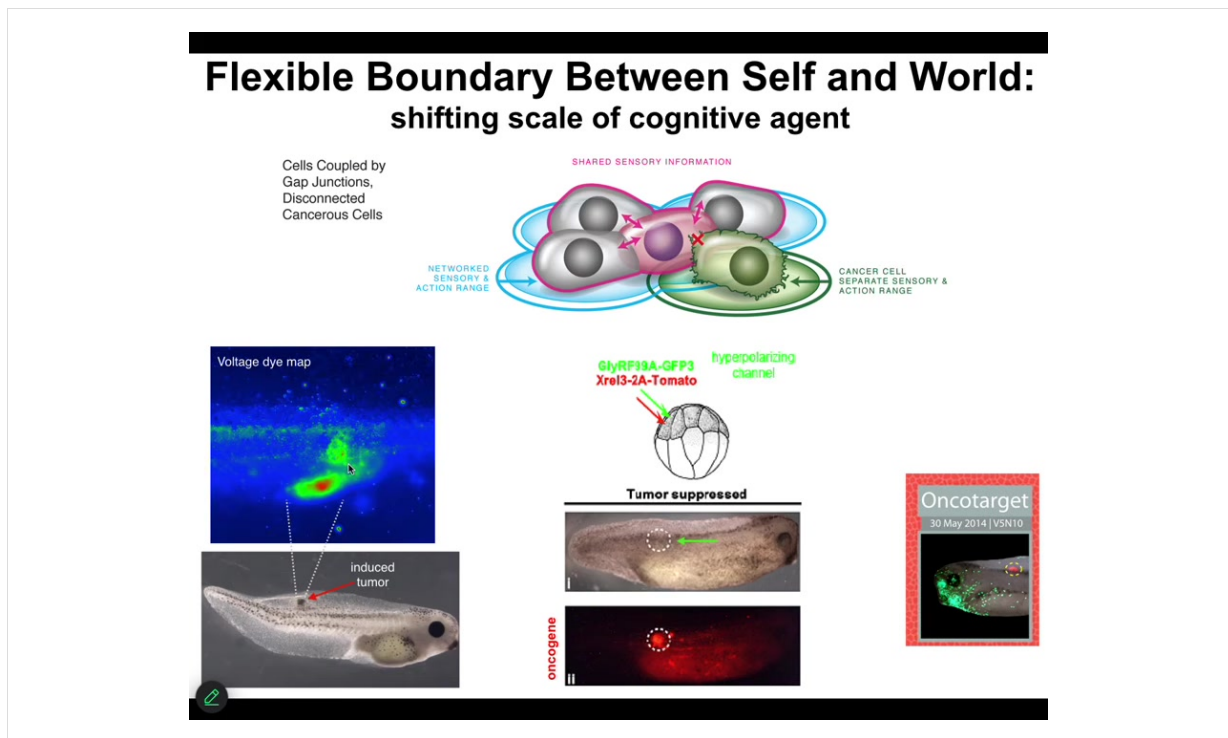 Flexible Boundary Between Self and World:
shifting scale of cognitive agent
Cells Coupled by
Gap Junctions,
Disconnected
Cancerous Cells
SHARED SENSORY INFORMATION
NETWORKED
SENSORY &
ACTION RANGE
CANCER CELL
SEPARATE SENSORY &
ACTION RANGE
Voltage dye map
induced
tumor
GlyRF99A-GFP3
Xrel3-2A-Tomato
hyperpolarizing
channel
Tumor suppressed
i
oncogene
ii
Oncotarget
30 May 2014 | V5N10